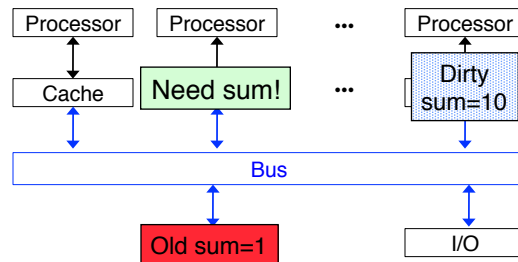 Processor
Processor
...
Processor
Cache
Need sum!
...
Dirty
sum=10
Bus
Old sum=1
I/O